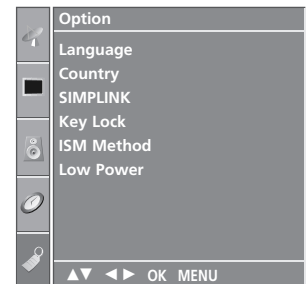 Option
Language
Country
SIMPLINK
Key Lock
ISM Method
Low Power
▲▼ ◄► OK MENU